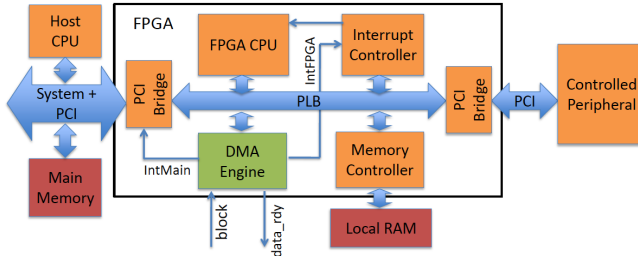 Host
CPU
FPGA
FPGA CPU
IntFPGA
Interrupt
Controller
System +
PCI
PCI
Bridge
PLB
PCI
Bridge
PCI
Controlled
Peripheral
Main
Memory
IntMain
DMA
Engine
Memory
Controller
block
data_rdy
Local RAM